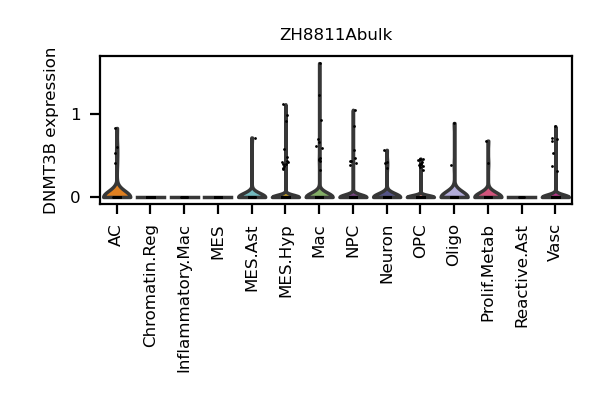 ZH8811Abulk
DNMT3B expression
1
0
AC
Chromatin.Reg
Inflammatory.Mac
MES
MES.Ast
MES.Hyp
Mac
NPC
Neuron
OPC
Oligo
Prolif.Metab
Reactive.Ast
Vasc